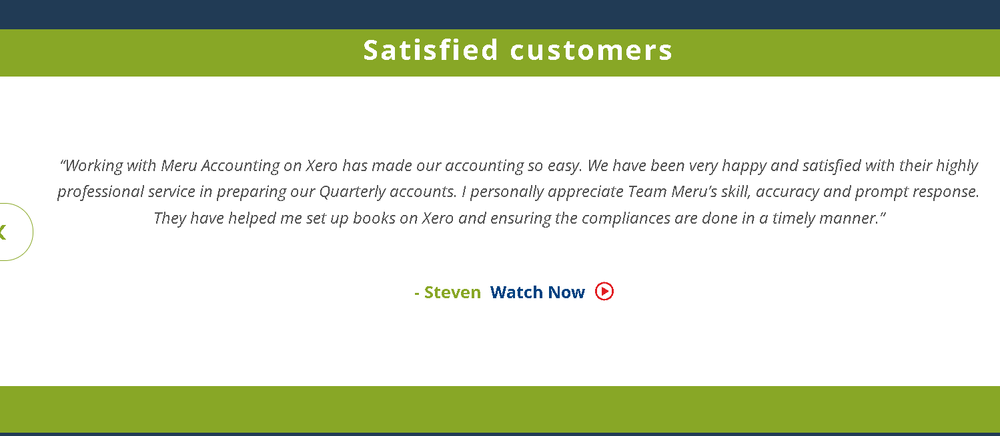 Satisfied customers
“Working with Meru Accounting on Xero has made our accounting so easy. We have been very happy and satisfied with their highly
professional service in preparing our Quarterly accounts. I personally appreciate Team Meru’s skill, accuracy and prompt response.
They have helped me set up books on Xero and ensuring the compliances are done in a timely manner.”
- Steven Watch Now